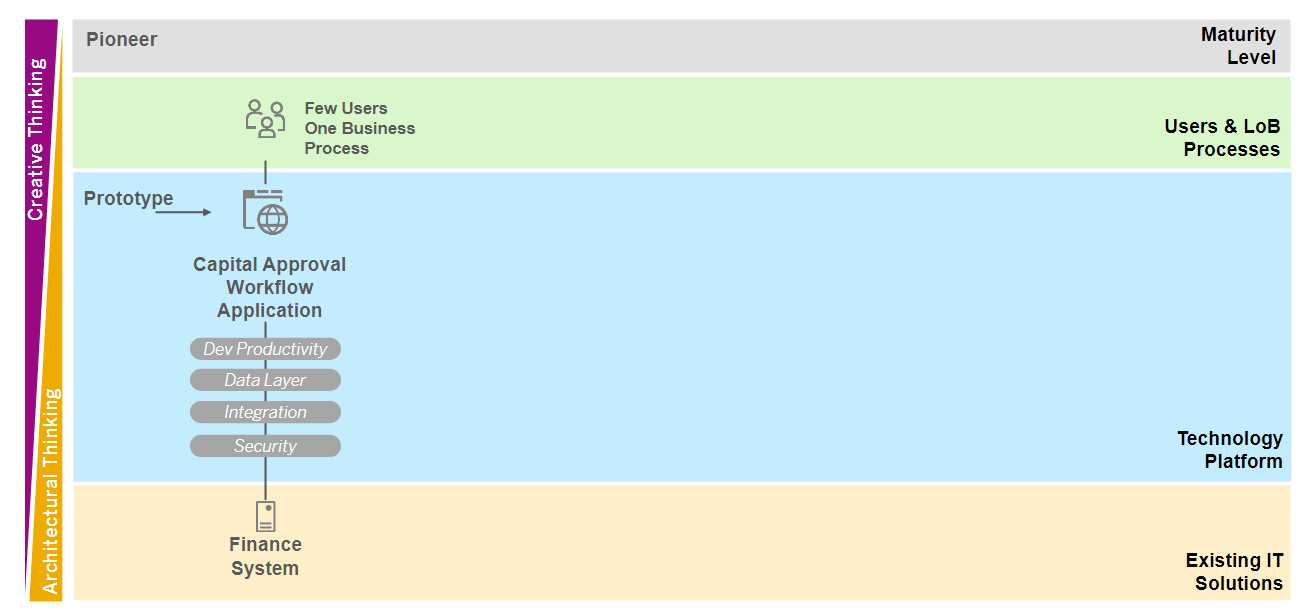 Creative Thinking
Architectural Thinking
Pioneer
Maturity
Level
Few Users
One Business
Process
Users & LoB
Processes
Prototype
Capital Approval
Workflow
Application
Dev Productivity
Data Layer
Integration
Security
Technology
Platform
Finance
System
Existing IT
Solutions